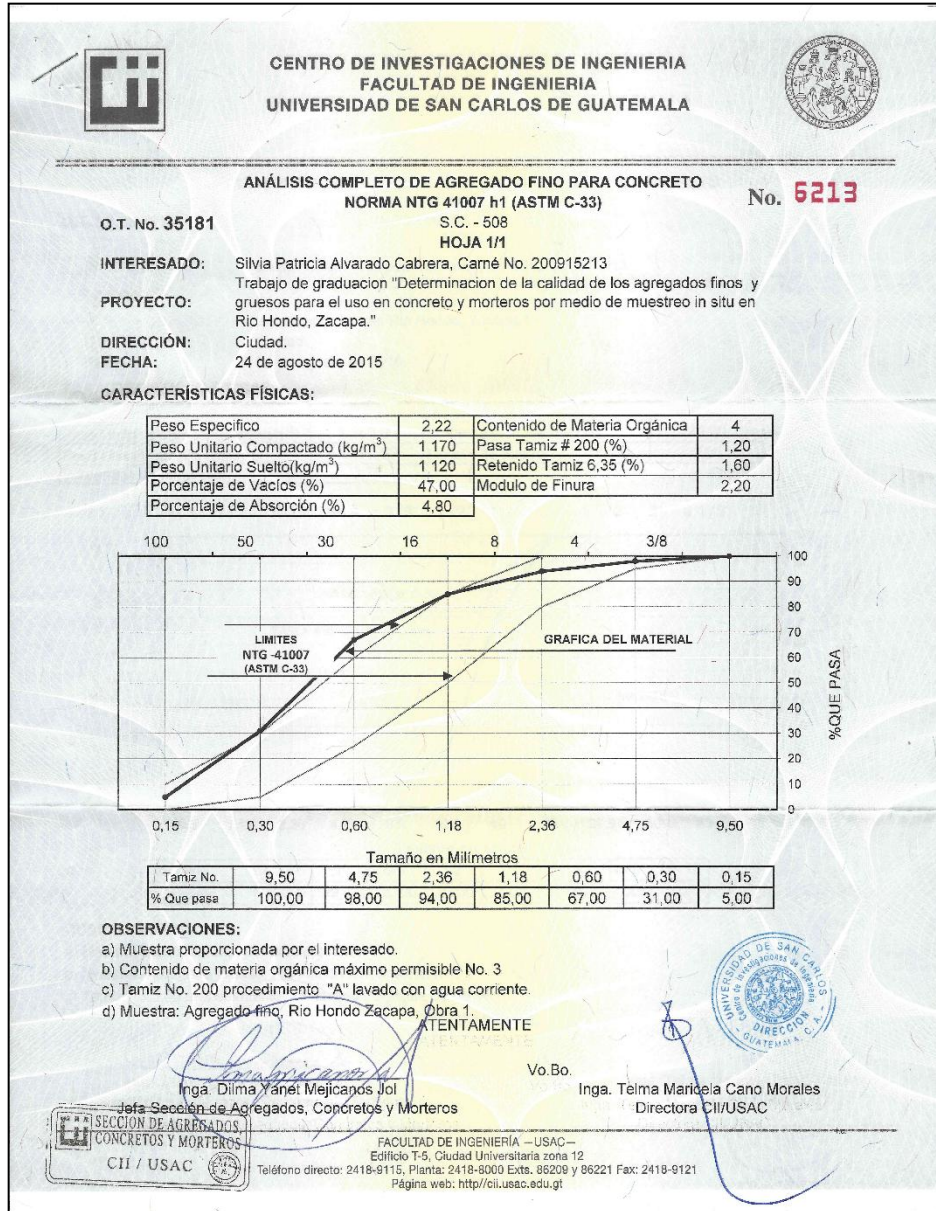 CENTRO DE INVESTIGACIONES DE INGENIERIA
FACULTAD DE INGENIERIA
UNIVERSIDAD DE SAN CARLOS DE GUATEMALA
ANÁLISIS COMPLETO DE AGREGADO FINO PARA CONCRETO
NORMA NTG 41007 h1 (ASTM C-33)
No. 6213
O.T. No. 35181
S.C. - 508
HOJA 1/1
INTERESADO: Silvia Patricia Alvarado Cabrera, Carné No. 200915213
PROYECTO: Trabajo de graduacion "Determinacion de la calidad de los agregados finos y
gruesos para el uso en concreto y morteros por medio de muestreo in situ en
Rio Hondo, Zacapa."
DIRECCIÓN: Ciudad.
FECHA: 24 de agosto de 2015
CARACTERÍSTICAS FÍSICAS:
Peso Especifico 2,22 Contenido de Materia Orgánica 4
Peso Unitario Compactado (kg/m³) 1 170 Pasa Tamiz # 200 (%) 1,20
Peso Unitario Suelto(kg/m³) 1 120 Retenido Tamiz 6,35 (%) 1,60
Porcentaje de Vacíos (%) 47,00 Modulo de Finura 2,20
Porcentaje de Absorción (%) 4,80
100 50 30 16 8 4 3/8
100
90
80
70
60
50
40
30
20
10
0
%QUE PASA
LIMITES
NTG -41007
(ASTM C-33)
GRAFICA DEL MATERIAL
0,15 0,30 0,60 1,18 2,36 4,75 9,50
Tamaño en Milímetros
Tamiz No. 9,50 4,75 2,36 1,18 0,60 0,30 0,15
% Que pasa 100,00 98,00 94,00 85,00 67,00 31,00 5,00
OBSERVACIONES:
a) Muestra proporcionada por el interesado.
b) Contenido de materia orgánica máximo permisible No. 3
c) Tamiz No. 200 procedimiento "A" lavado con agua corriente.
d) Muestra: Agregado fino, Rio Hondo Zacapa, Obra 1.
ATENTAMENTE
UNIVERSIDAD DE SAN CARLOS
Centro de Investigaciones de Ingeniería
DIRECCION
GUATEMALA, C. A.
Vo.Bo.
Inga. Dilma Yanet Mejicanos Jol
Jefa Sección de Agregados, Concretos y Morteros
Inga. Telma Maricela Cano Morales
Directora CII/USAC
SECCION DE AGREGADOS
CONCRETOS Y MORTEROS
CII / USAC
FACULTAD DE INGENIERÍA —USAC—
Edificio T-5, Ciudad Universitaria zona 12
Teléfono directo: 2418-9115, Planta: 2418-8000 Exts. 86209 y 86221 Fax: 2418-9121
Página web: http//cii.usac.edu.gt